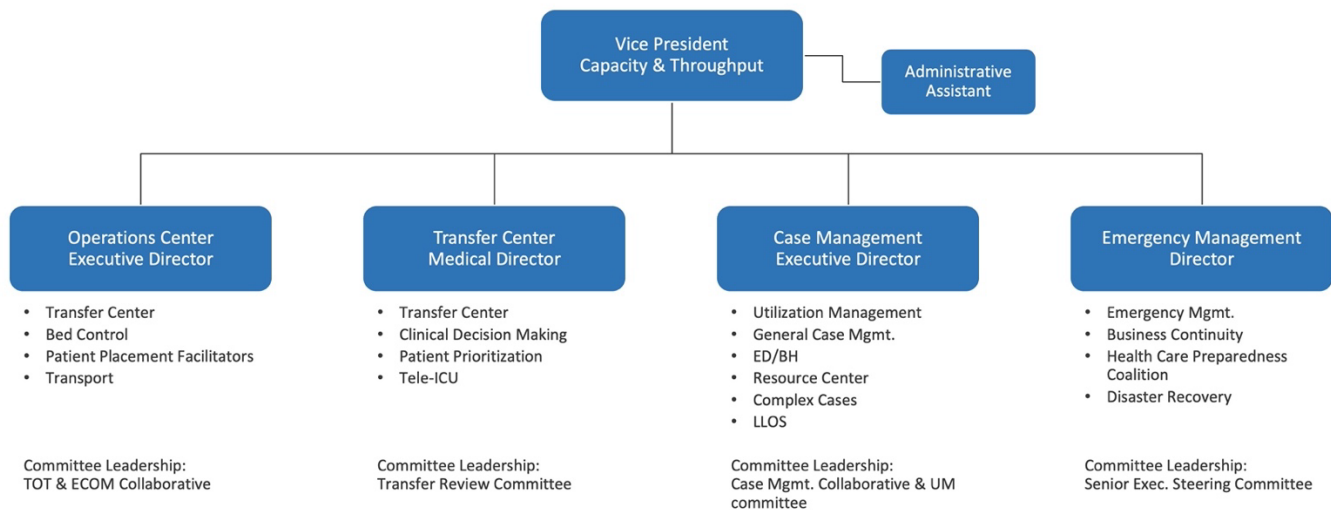 Vice President
Capacity & Throughput
Administrative
Assistant
Operations Center
Executive Director
• Transfer Center
• Bed Control
• Patient Placement Facilitators
• Transport
Committee Leadership:
TOT & ECOM Collaborative
Transfer Center
Medical Director
• Transfer Center
• Clinical Decision Making
• Patient Prioritization
• Tele-ICU
Committee Leadership:
Transfer Review Committee
Case Management
Executive Director
• Utilization Management
• General Case Mgmt.
• ED/BH
• Resource Center
• Complex Cases
• LLOS
Committee Leadership:
Case Mgmt. Collaborative & UM
committee
Emergency Management
Director
• Emergency Mgmt.
• Business Continuity
• Health Care Preparedness
Coalition
• Disaster Recovery
Committee Leadership:
Senior Exec. Steering Committee